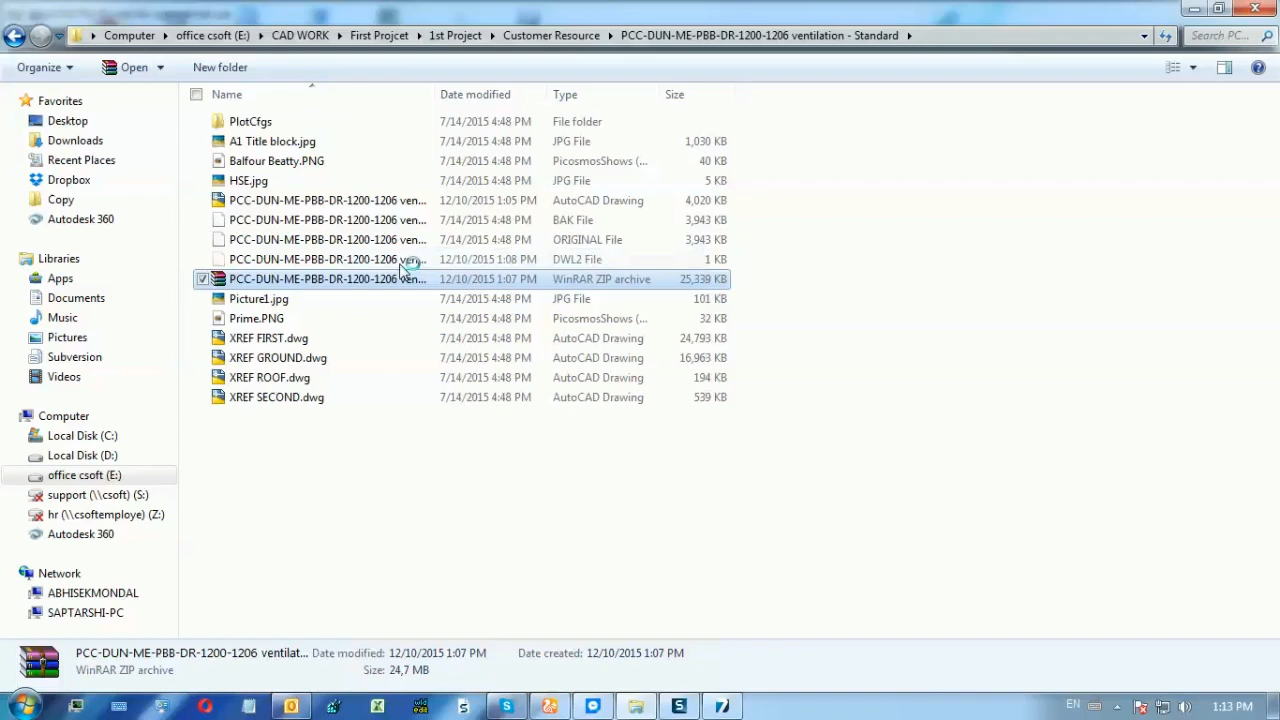 Computer
office csoft (E:)
CAD WORK
First Projcet
1st Project
Customer Resource
PCC-DUN-ME-PBB-DR-1200-1206 ventilation - Standard
Search PC...
Organize
Open
New folder
Name
Date modified
Type
Size
Favorites
Desktop
Downloads
Recent Places
Dropbox
Copy
Autodesk 360
Libraries
Apps
Documents
Music
Pictures
Subversion
Videos
Computer
Local Disk (C:)
Local Disk (D:)
office csoft (E:)
support (\\csoft) (S:)
hr (\\csoftemploye) (Z:)
Autodesk 360
Network
ABHISEKMONDAL
SAPTARSHI-PC
PlotCfgs 7/14/2015 4:48 PM File folder
A1 Title block.jpg 7/14/2015 4:48 PM JPG File 1,030 KB
Balfour Beatty.PNG 7/14/2015 4:48 PM PicosmosShows (... 40 KB
HSE.jpg 7/14/2015 4:48 PM JPG File 5 KB
PCC-DUN-ME-PBB-DR-1200-1206 ven... 12/10/2015 1:05 PM AutoCAD Drawing 4,020 KB
PCC-DUN-ME-PBB-DR-1200-1206 ven... 7/14/2015 4:48 PM BAK File 3,943 KB
PCC-DUN-ME-PBB-DR-1200-1206 ven... 7/14/2015 4:48 PM ORIGINAL File 3,943 KB
PCC-DUN-ME-PBB-DR-1200-1206 ven... 12/10/2015 1:08 PM DWL2 File 1 KB
PCC-DUN-ME-PBB-DR-1200-1206 ven... 12/10/2015 1:07 PM WinRAR ZIP archive 25,339 KB
Picture1.jpg 7/14/2015 4:48 PM JPG File 101 KB
Prime.PNG 7/14/2015 4:48 PM PicosmosShows (... 32 KB
XREF FIRST.dwg 7/14/2015 4:48 PM AutoCAD Drawing 24,793 KB
XREF GROUND.dwg 7/14/2015 4:48 PM AutoCAD Drawing 16,963 KB
XREF ROOF.dwg 7/14/2015 4:48 PM AutoCAD Drawing 194 KB
XREF SECOND.dwg 7/14/2015 4:48 PM AutoCAD Drawing 539 KB
PCC-DUN-ME-PBB-DR-1200-1206 ventilat... Date modified: 12/10/2015 1:07 PM Date created: 12/10/2015 1:07 PM
WinRAR ZIP archive Size: 24,7 MB
EN 1:13 PM